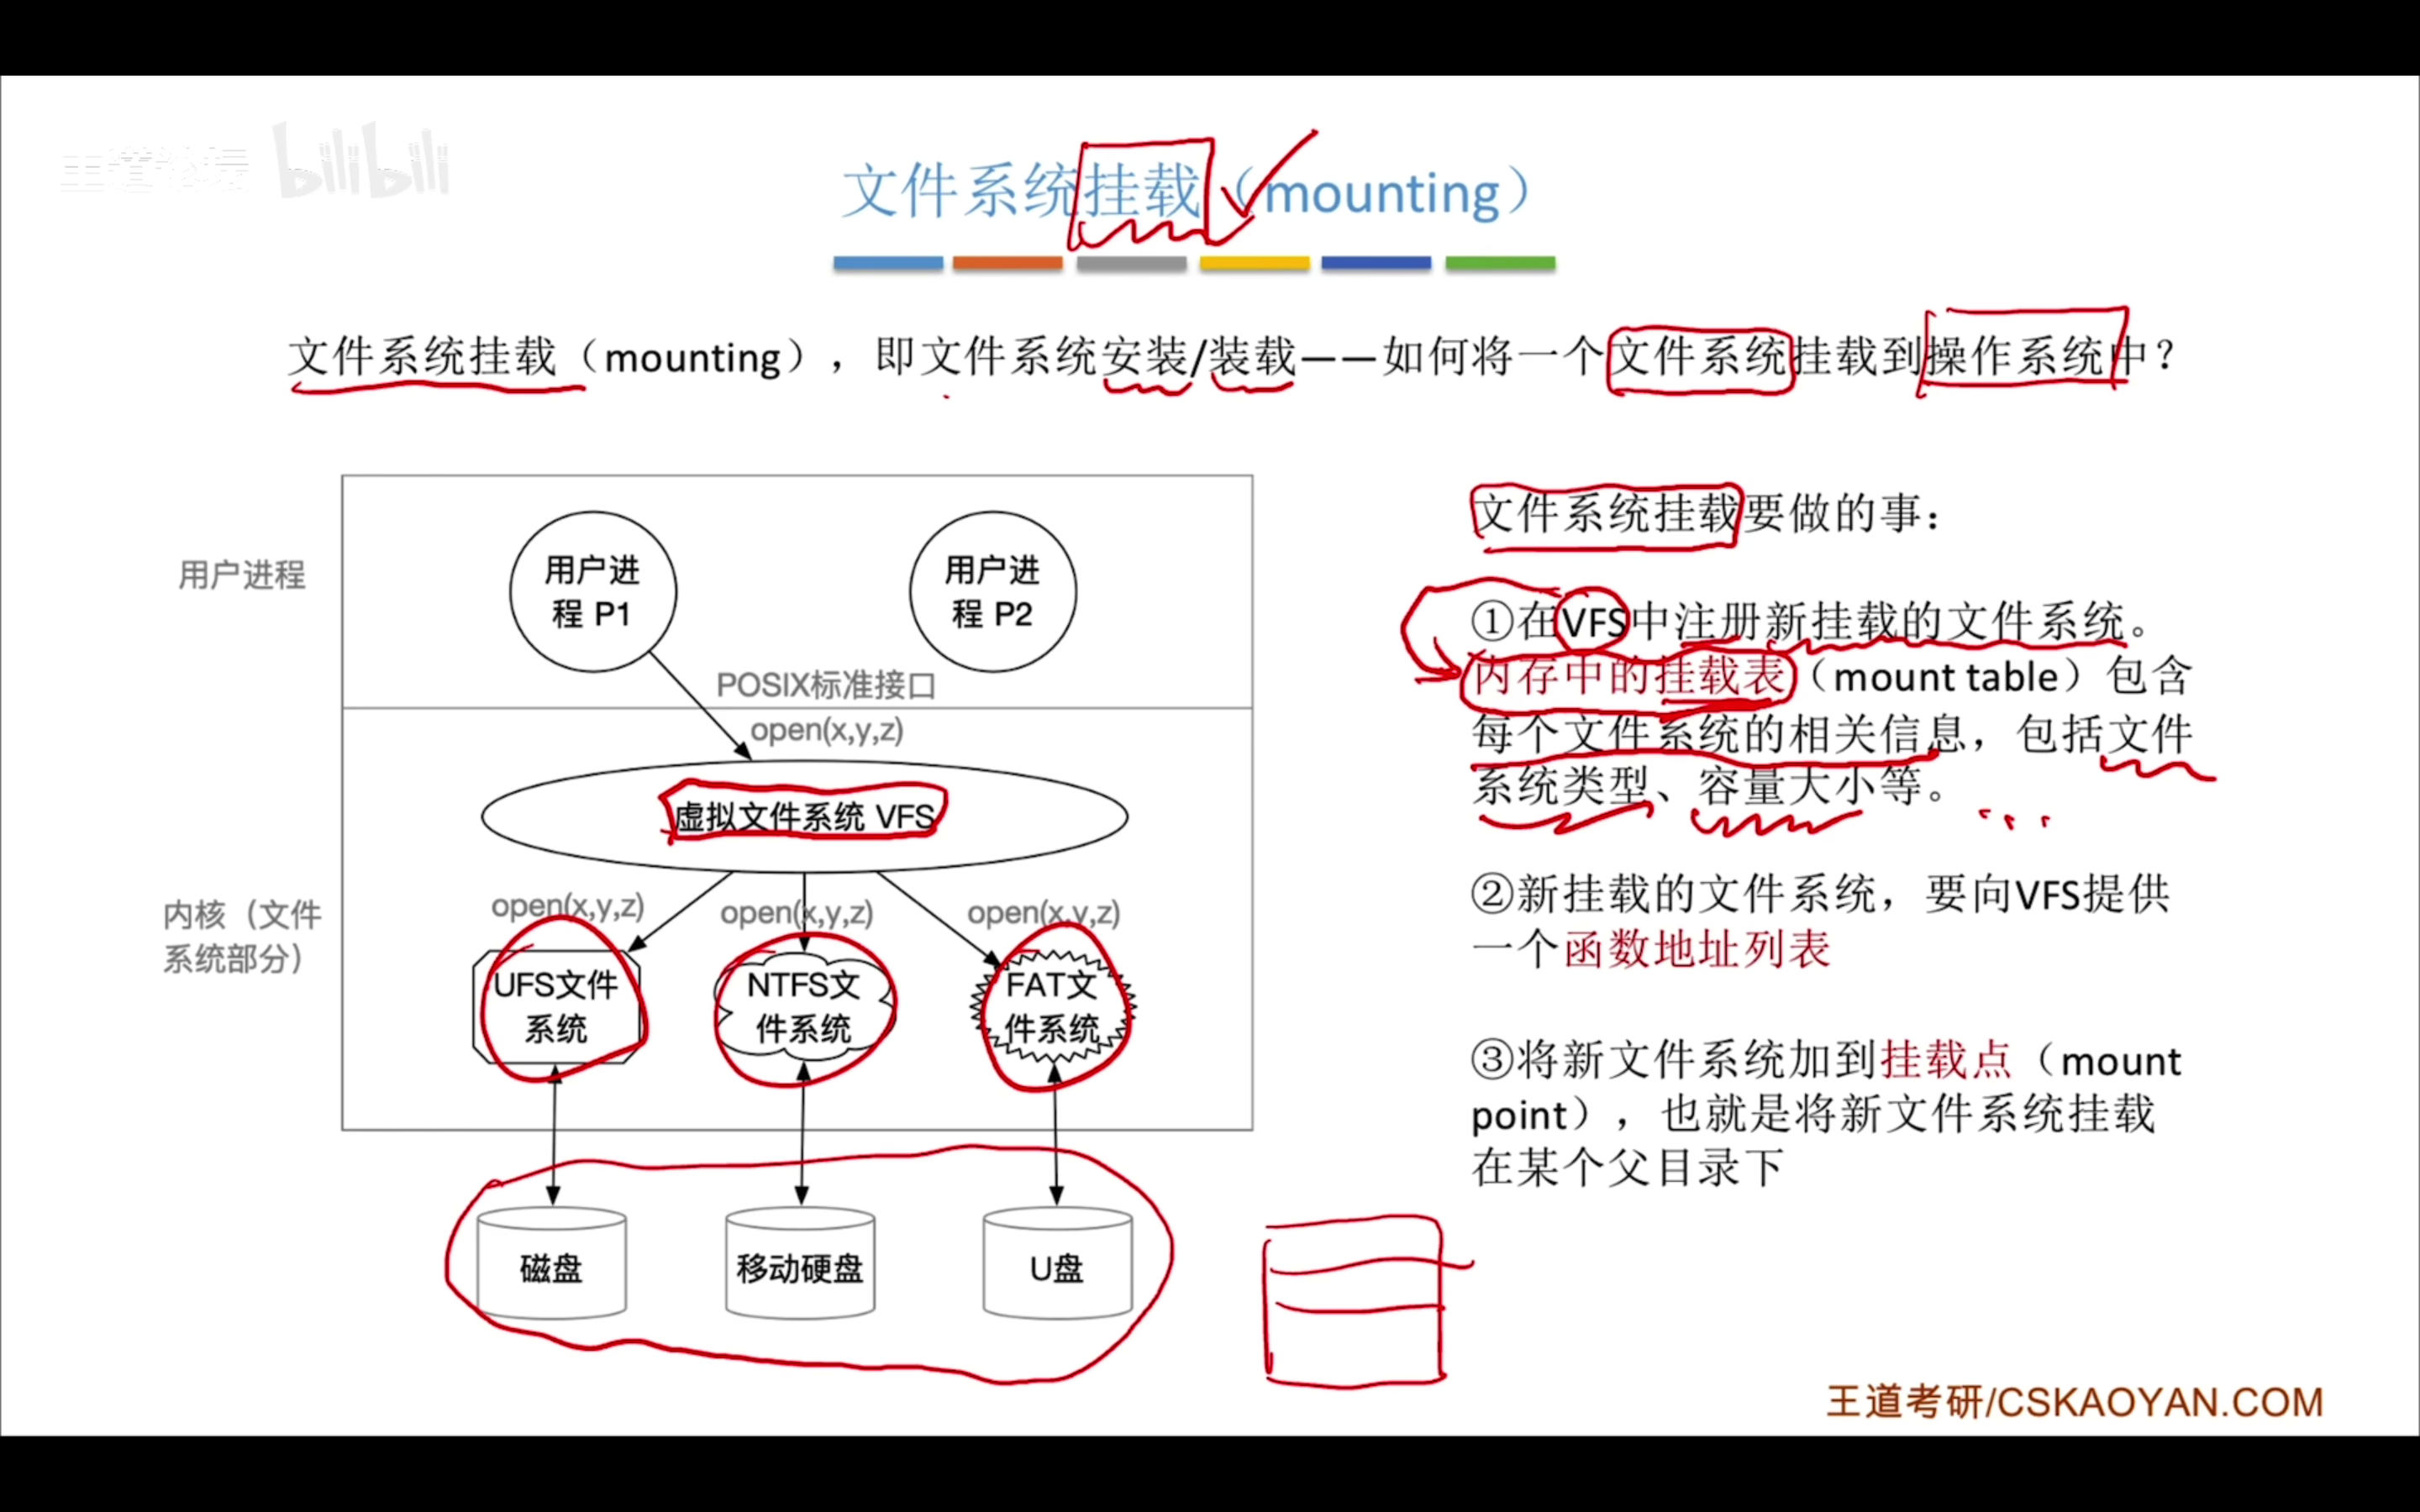 王道论坛 bilibili
文件系统挂载（mounting）
文件系统挂载（mounting），即文件系统安装/装载——如何将一个文件系统挂载到操作系统中？
用户进程
用户进
程 P1
用户进
程 P2
POSIX标准接口
open(x,y,z)
虚拟文件系统 VFS
内核（文件
系统部分）
open(x,y,z)
open(x,y,z)
open(x,y,z)
UFS文件
系统
NTFS文
件系统
FAT文
件系统
磁盘
移动硬盘
U盘
文件系统挂载要做的事：
①在VFS中注册新挂载的文件系统。
内存中的挂载表（mount table）包含
每个文件系统的相关信息，包括文件
系统类型、容量大小等。
②新挂载的文件系统，要向VFS提供
一个函数地址列表
③将新文件系统加到挂载点（mount
point），也就是将新文件系统挂载
在某个父目录下
王道考研/CSKAOYAN.COM